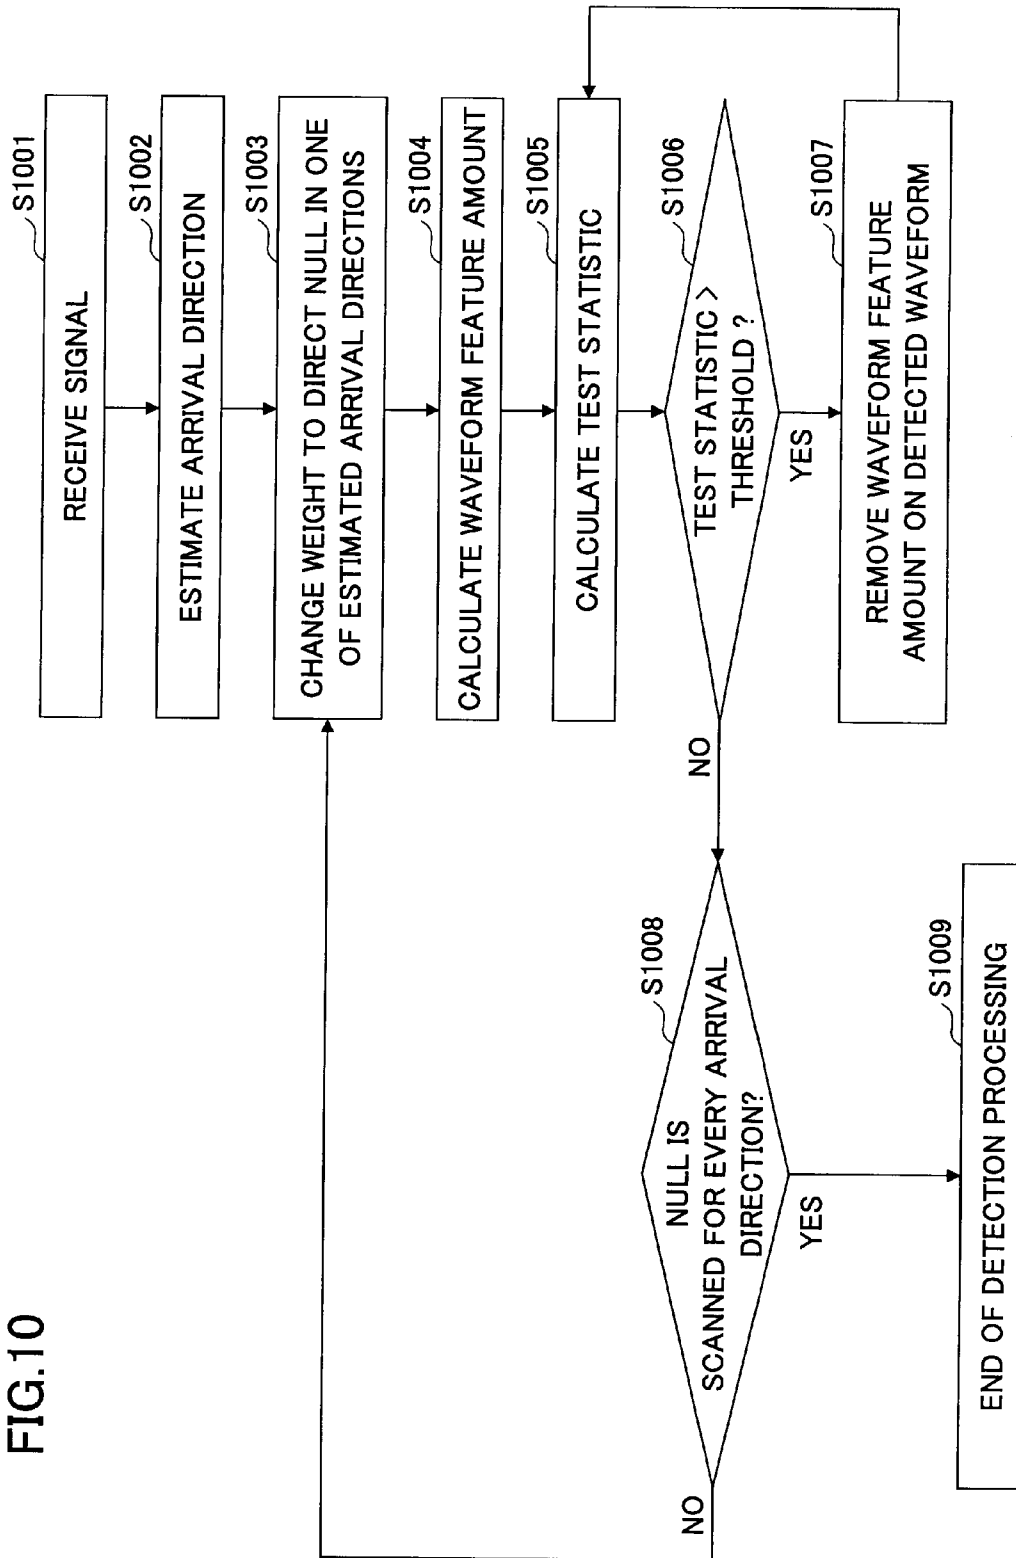 FIG.10
S1001
RECEIVE SIGNAL
S1002
ESTIMATE ARRIVAL DIRECTION
S1003
CHANGE WEIGHT TO DIRECT NULL IN ONE
OF ESTIMATED ARRIVAL DIRECTIONS
S1004
CALCULATE WAVEFORM FEATURE AMOUNT
S1005
CALCULATE TEST STATISTIC
S1006
TEST STATISTIC >
THRESHOLD ?
NO
YES
S1007
REMOVE WAVEFORM FEATURE
AMOUNT ON DETECTED WAVEFORM
S1008
NULL IS
SCANNED FOR EVERY ARRIVAL
DIRECTION?
NO
YES
S1009
END OF DETECTION PROCESSING